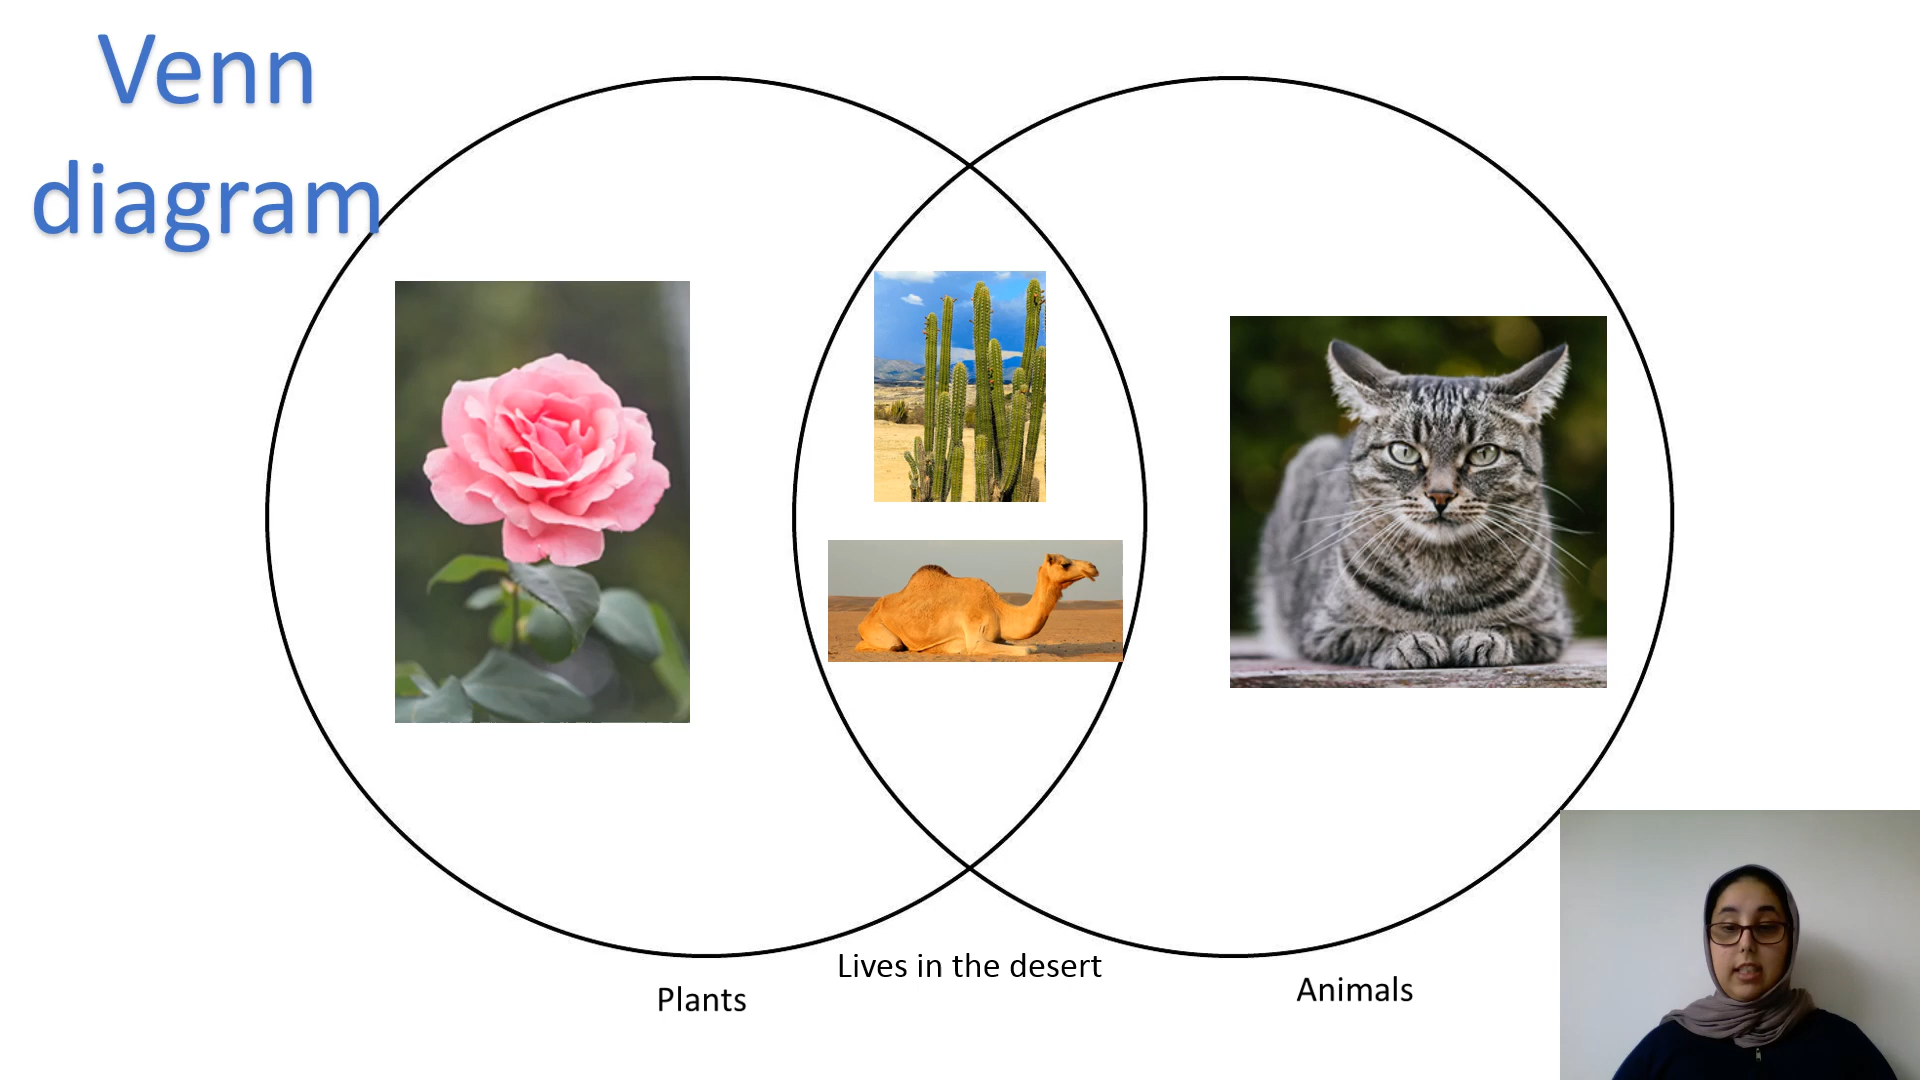 Venn
diagram
Lives in the desert
Plants
Animals